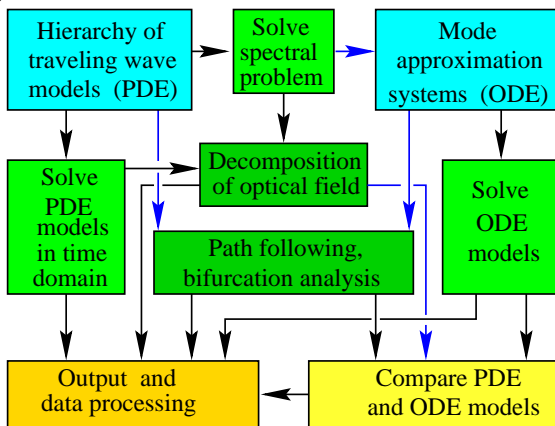 Hierarchy of
traveling wave
models (PDE)
Solve
spectral
problem
Mode
approximation
systems (ODE)
Decomposition
of optical field
Solve
PDE
models
in time
domain
Solve
ODE
models
Path following,
bifurcation analysis
Output and
data processing
Compare PDE
and ODE models